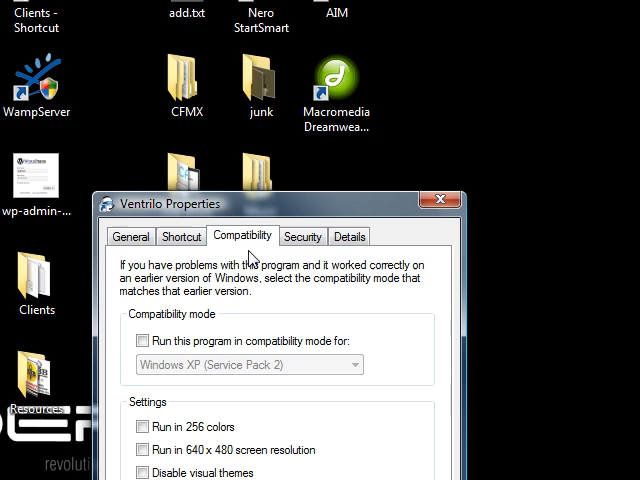 Clients -
Shortcut
add.txt
Nero
StartSmart
AIM
WampServer
CFMX
junk
Macromedia
Dreamwea...
wp-admin-...
Clients
Resources
revoluti
Ventrilo Properties
General
Shortcut
Compatibility
Security
Details
If you have problems with this program and it worked correctly on
an earlier version of Windows, select the compatibility mode that
matches that earlier version.
Compatibility mode
Run this program in compatibility mode for:
Windows XP (Service Pack 2)
Settings
Run in 256 colors
Run in 640 x 480 screen resolution
Disable visual themes